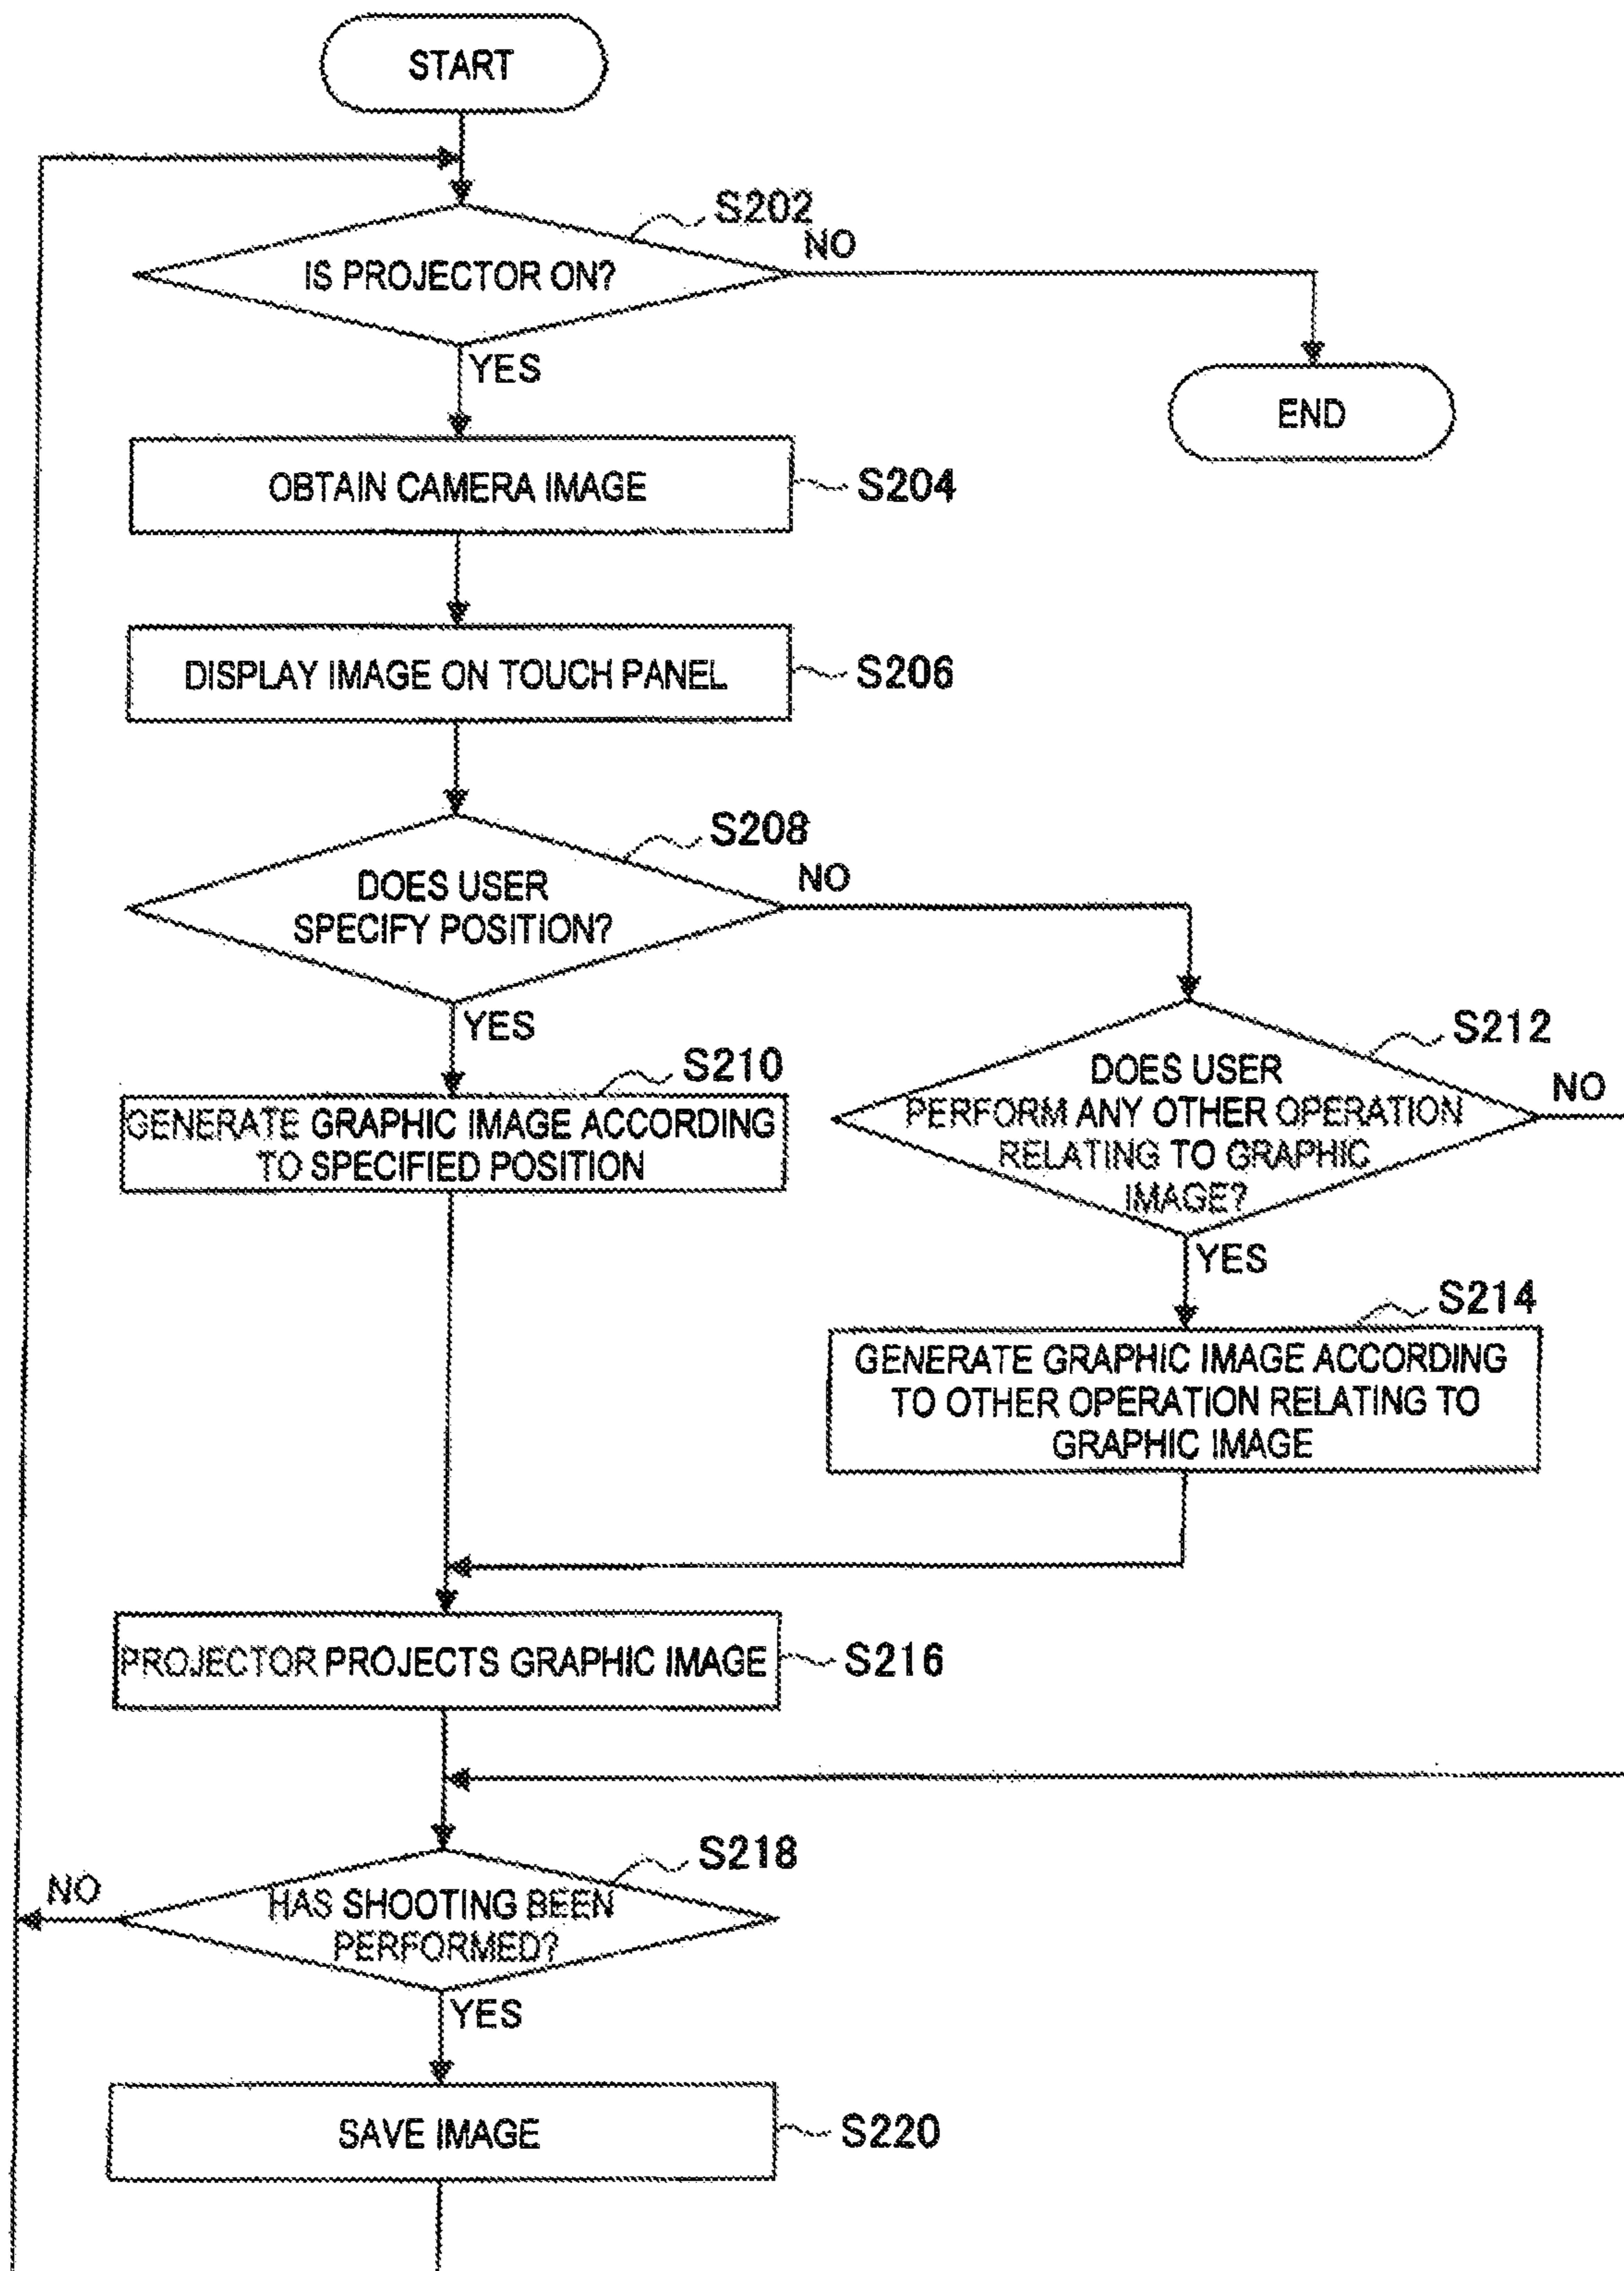 START
S202
NO
IS PROJECTOR ON?
YES
END
OBTAIN CAMERA IMAGE
S204
DISPLAY IMAGE ON TOUCH PANEL
S206
S208
NO
DOES USER
SPECIFY POSITION?
YES
S210
GENERATE GRAPHIC IMAGE ACCORDING
TO SPECIFIED POSITION
S212
NO
DOES USER
PERFORM ANY OTHER OPERATION
RELATING TO GRAPHIC
IMAGE?
YES
S214
GENERATE GRAPHIC IMAGE ACCORDING
TO OTHER OPERATION RELATING TO
GRAPHIC IMAGE
PROJECTOR PROJECTS GRAPHIC IMAGE
S216
S218
NO
HAS SHOOTING BEEN
PERFORMED?
YES
SAVE IMAGE
S220